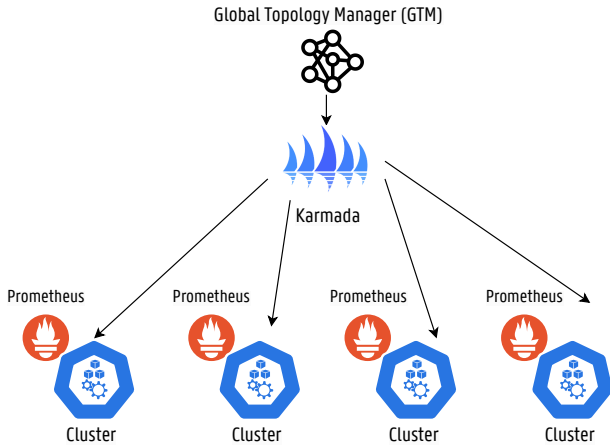 Global Topology Manager (GTM)
Karmada
Prometheus
Prometheus
Prometheus
Prometheus
Cluster
Cluster
Cluster
Cluster